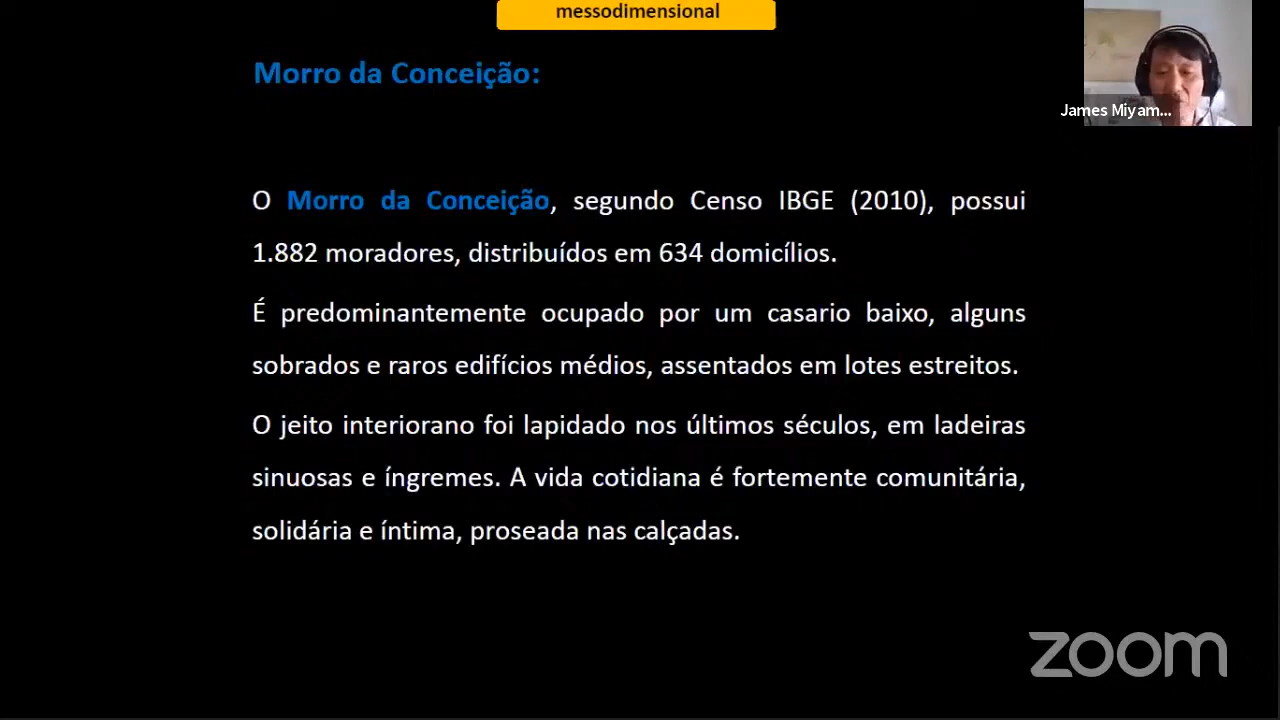 messodimensional
Morro da Conceição:
James Miyam...
O Morro da Conceição, segundo Censo IBGE (2010), possui
1.882 moradores, distribuídos em 634 domicílios.
É predominantemente ocupado por um casario baixo, alguns
sobrados e raros edifícios médios, assentados em lotes estreitos.
O jeito interiorano foi lapidado nos últimos séculos, em ladeiras
sinuosas e íngremes. A vida cotidiana é fortemente comunitária,
solidária e íntima, proseada nas calçadas.
zoom